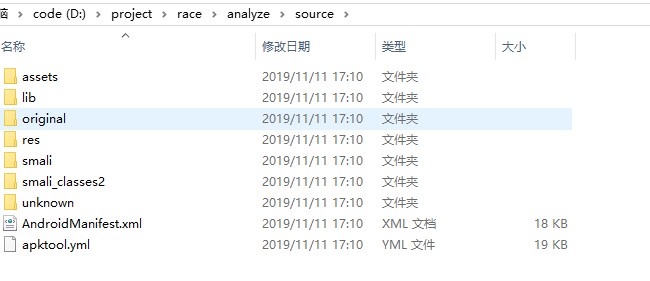 脑 > code (D:) > project > race > analyze > source >
名称 修改日期 类型 大小
assets 2019/11/11 17:10 文件夹
lib 2019/11/11 17:10 文件夹
original 2019/11/11 17:10 文件夹
res 2019/11/11 17:10 文件夹
smali 2019/11/11 17:10 文件夹
smali_classes2 2019/11/11 17:10 文件夹
unknown 2019/11/11 17:10 文件夹
AndroidManifest.xml 2019/11/11 17:10 XML 文档 18 KB
apktool.yml 2019/11/11 17:10 YML 文件 19 KB